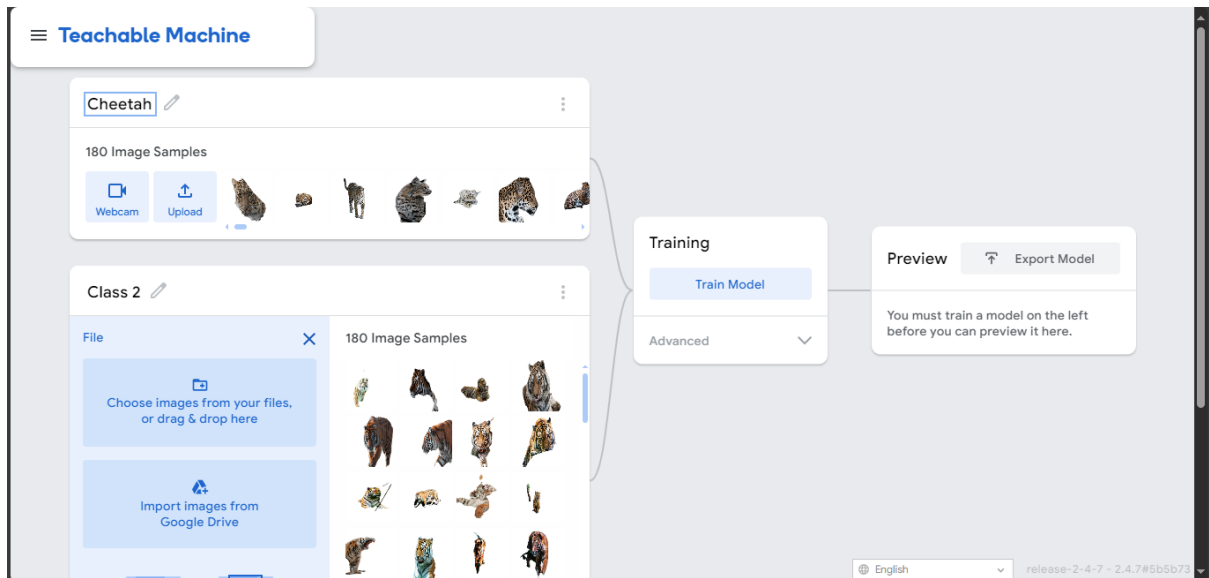 Teachable Machine
Cheetah
180 Image Samples
Webcam
Upload
Class 2
File
Choose images from your files,
or drag & drop here
Import images from
Google Drive
180 Image Samples
Training
Train Model
Advanced
Preview
Export Model
You must train a model on the left
before you can preview it here.
English
release-2-4-7 - 2.4.7#5b5b73